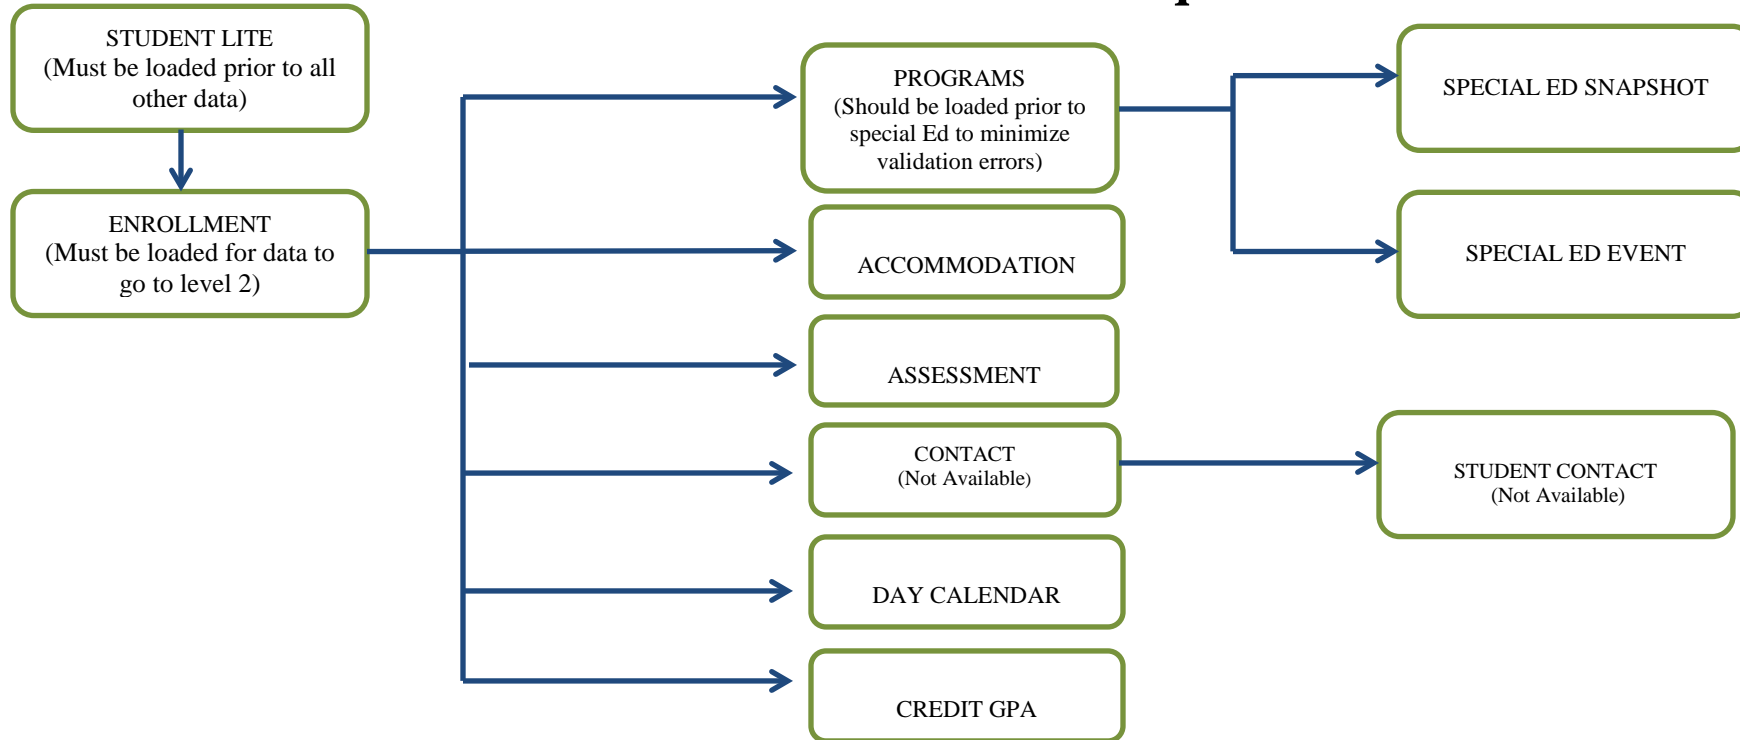 STUDENT LITE
(Must be loaded prior to all
other data)
ENROLLMENT
(Must be loaded for data to
go to level 2)
PROGRAMS
(Should be loaded prior to
special Ed to minimize
validation errors)
ACCOMMODATION
ASSESSMENT
CONTACT
(Not Available)
DAY CALENDAR
CREDIT GPA
SPECIAL ED SNAPSHOT
SPECIAL ED EVENT
STUDENT CONTACT
(Not Available)